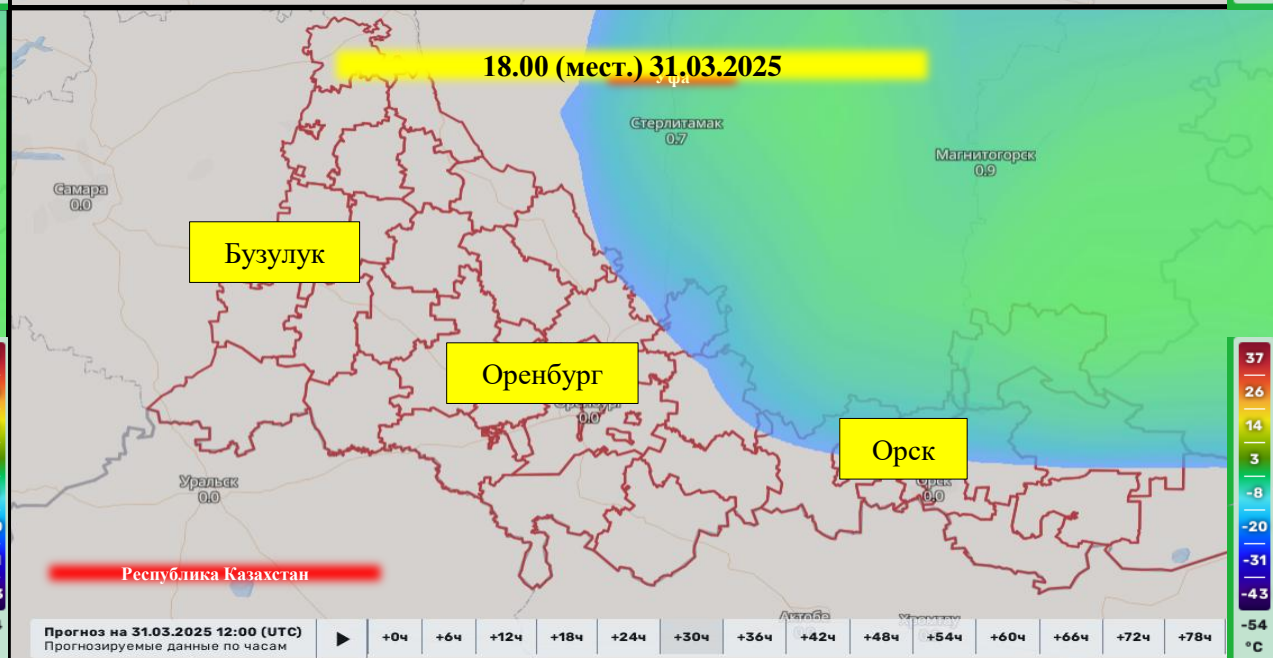 18.00 (мест.) 31.03.2025
Уфа
Стерлитамак
0.7
Магнитогорск
0.9
Самара
0.0
Бузулук
Оренбург
Оренбург
0.0
Орск
Орск
0.0
Уральск
0.0
Республика Казахстан
Актобе
Хромтау
37
26
14
3
-8
-20
-31
-43
-54
°C
Прогноз на 31.03.2025 12:00 (UTC)
Прогнозируемые данные по часам
+0ч +6ч +12ч +18ч +24ч +30ч +36ч +42ч +48ч +54ч +60ч +66ч +72ч +78ч